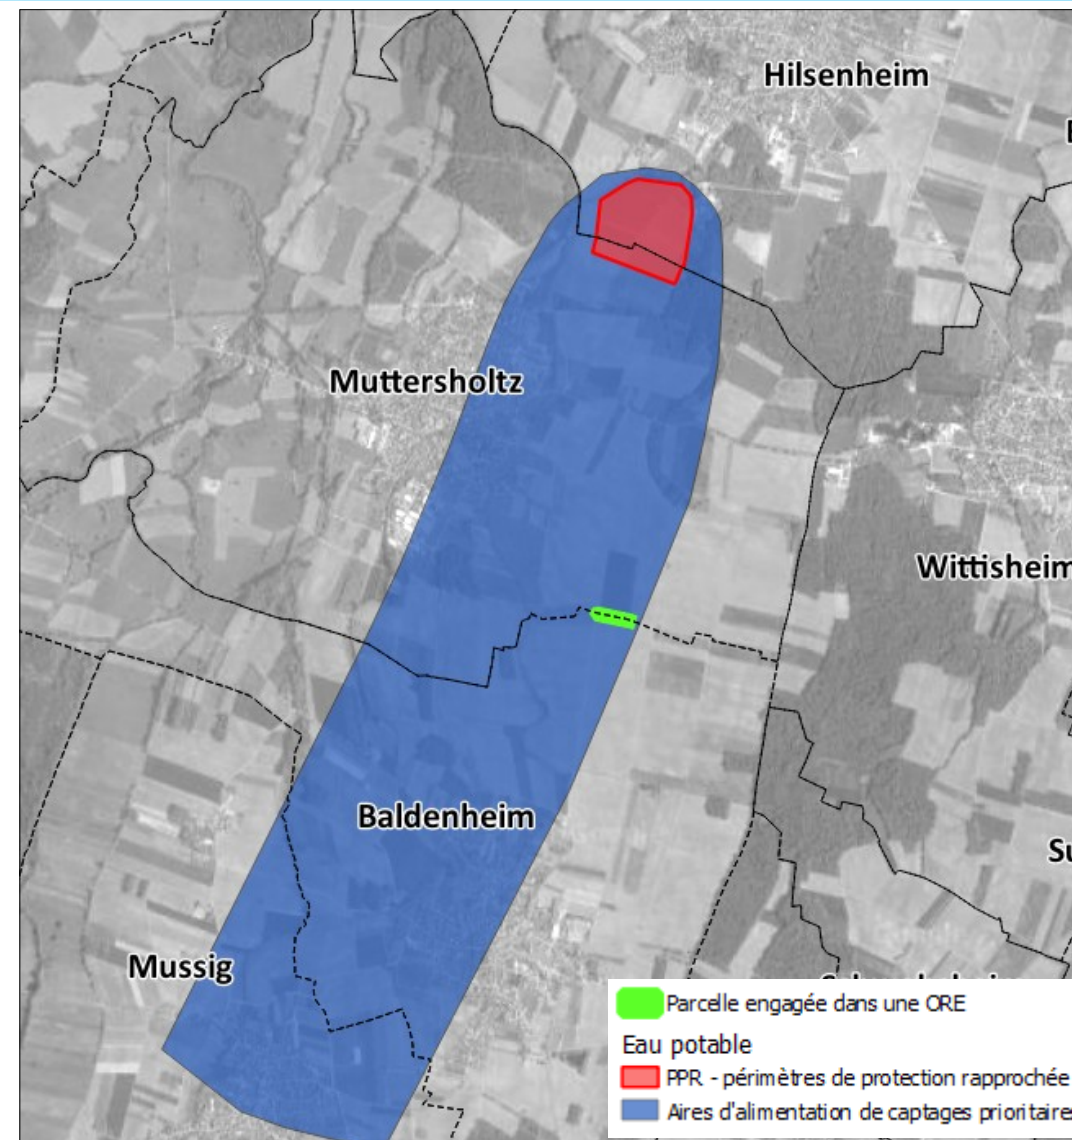 Hilsenheim
Muttersholtz
Wittisheim
Baldenheim
Mussig
Parcelle engagée dans une ORE
Eau potable
PPR - périmètres de protection rapprochée
Aires d'alimentation de captages prioritaires